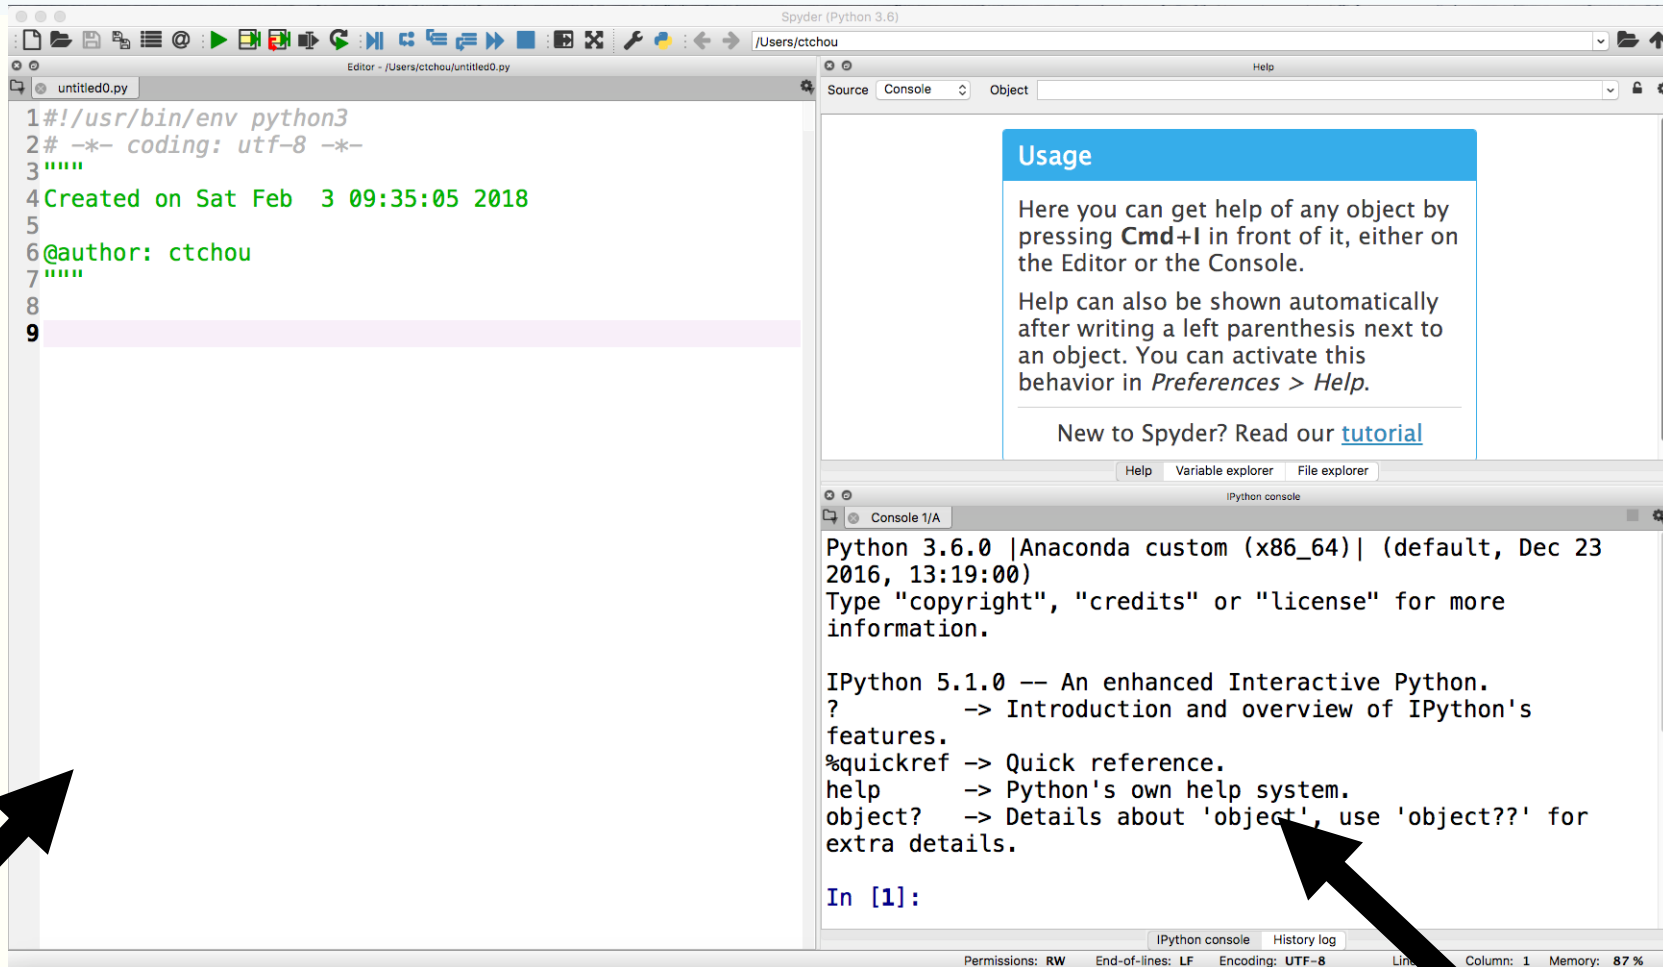 Spyder (Python 3.6)
/Users/ctchou
Editor - /Users/ctchou/untitled0.py
untitled0.py
1 #!/usr/bin/env python3
2 # -*- coding: utf-8 -*-
3 """
4 Created on Sat Feb  3 09:35:05 2018
5
6 @author: ctchou
7 """
8
9
Help
Source Console Object
Usage
Here you can get help of any object by
pressing Cmd+I in front of it, either on
the Editor or the Console.
Help can also be shown automatically
after writing a left parenthesis next to
an object. You can activate this
behavior in Preferences > Help.
New to Spyder? Read our tutorial
Help Variable explorer File explorer
IPython console
Console 1/A
Python 3.6.0 |Anaconda custom (x86_64)| (default, Dec 23
2016, 13:19:00)
Type "copyright", "credits" or "license" for more
information.
IPython 5.1.0 -- An enhanced Interactive Python.
?         -> Introduction and overview of IPython's
features.
%quickref -> Quick reference.
help      -> Python's own help system.
object?   -> Details about 'object', use 'object??' for
extra details.
In [1]:
IPython console History log
Permissions: RW End-of-lines: LF Encoding: UTF-8 Column: 1 Memory: 87 %